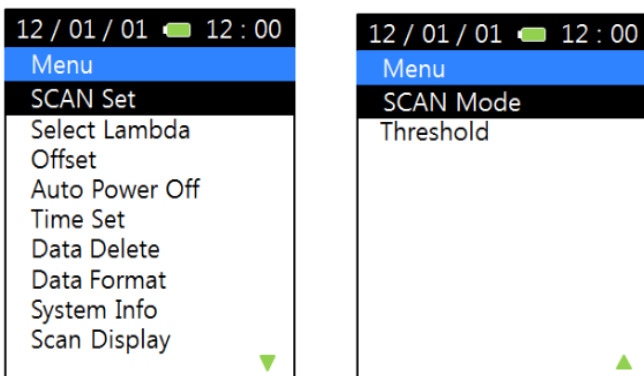 12 / 01 / 01 12 : 00
Menu
SCAN Set
Select Lambda
Offset
Auto Power Off
Time Set
Data Delete
Data Format
System Info
Scan Display
12 / 01 / 01 12 : 00
Menu
SCAN Mode
Threshold